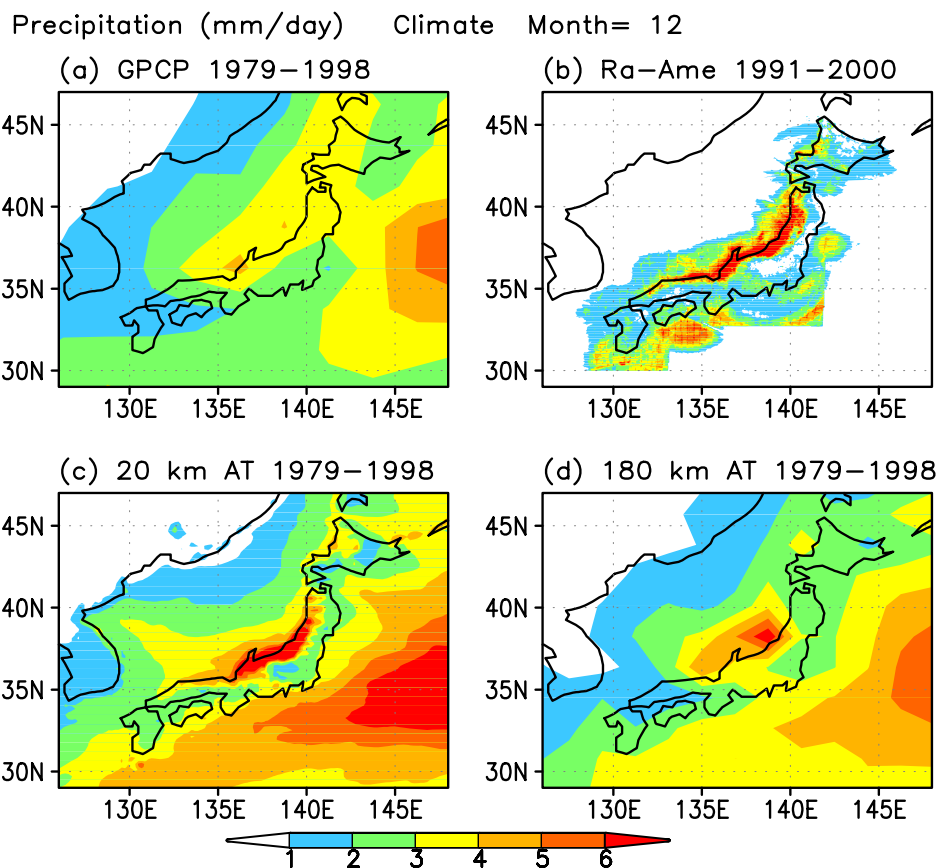 Precipitation (mm/day) Climate Month= 12
(a) GPCP 1979−1998 (b) Ra−Ame 1991−2000
45N 45N
40N 40N
35N 35N
30N 30N
130E 135E 140E 145E 130E 135E 140E 145E
(c) 20 km AT 1979−1998 (d) 180 km AT 1979−1998
45N 45N
40N 40N
35N 35N
30N 30N
130E 135E 140E 145E 130E 135E 140E 145E
1 2 3 4 5 6